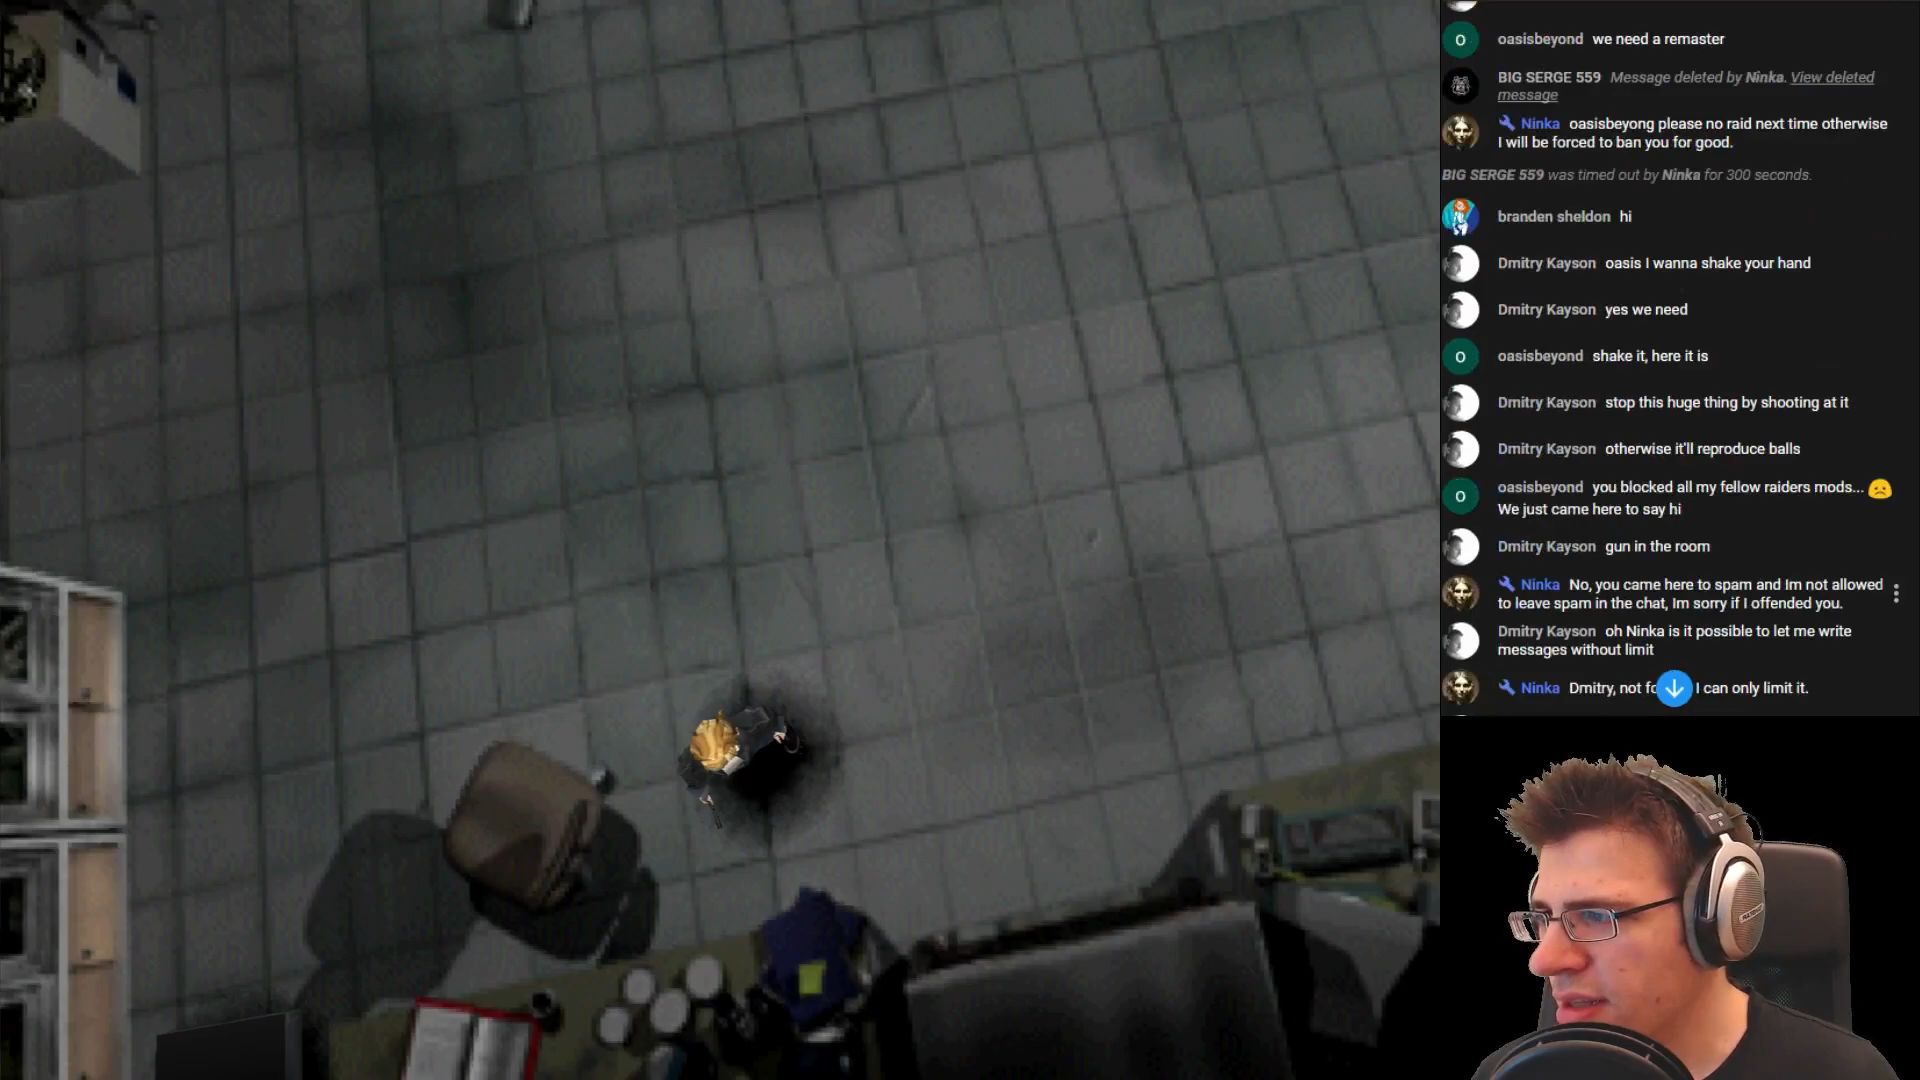 O oasisbeyond we need a remaster
BIG SERGE 559 Message deleted by Ninka. View deleted
message
Ninka oasisbeyong please no raid next time otherwise
I will be forced to ban you for good.
BIG SERGE 559 was timed out by Ninka for 300 seconds.
branden sheldon hi
Dmitry Kayson oasis I wanna shake your hand
Dmitry Kayson yes we need
O oasisbeyond shake it, here it is
Dmitry Kayson stop this huge thing by shooting at it
Dmitry Kayson otherwise it'll reproduce balls
O oasisbeyond you blocked all my fellow raiders mods... ☹️
We just came here to say hi
Dmitry Kayson gun in the room
Ninka No, you came here to spam and Im not allowed
to leave spam in the chat, Im sorry if I offended you.
Dmitry Kayson oh Ninka is it possible to let me write
messages without limit
Ninka Dmitry, not I can only limit it.